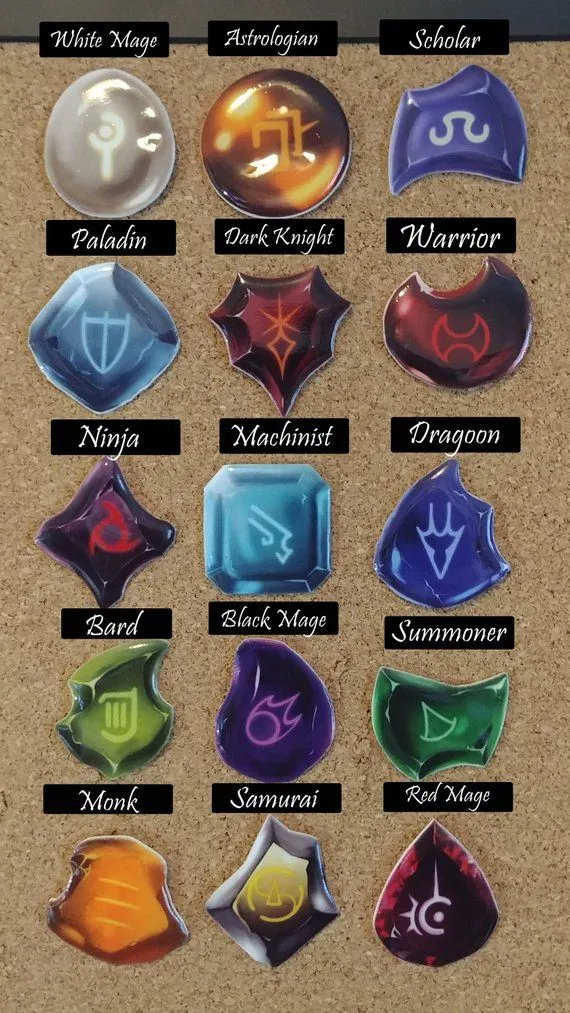 White Mage
Astrologian
Scholar
Paladin
Dark Knight
Warrior
Ninja
Machinist
Dragoon
Bard
Black Mage
Summoner
Monk
Samurai
Red Mage